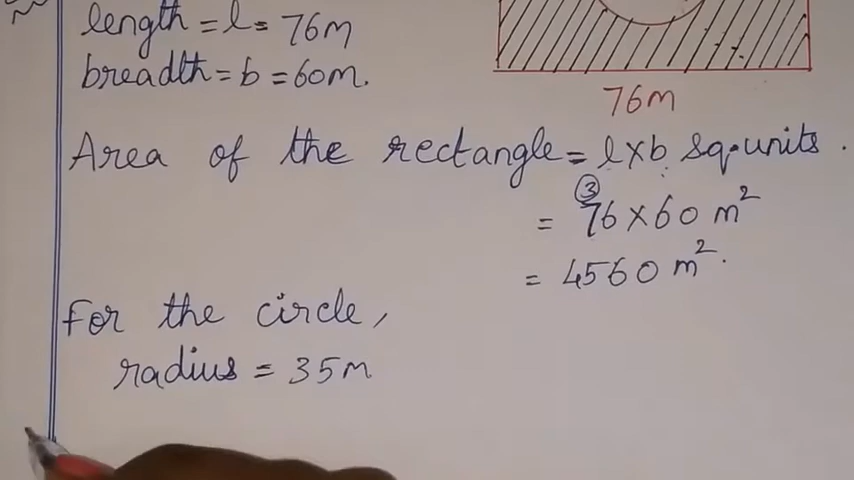 length = l = 76m
breadth = b = 60m.
76m
Area of the rectangle = l×b sq.units.
3
= 76×60 m²
= 4560 m².
For the circle,
radius = 35m